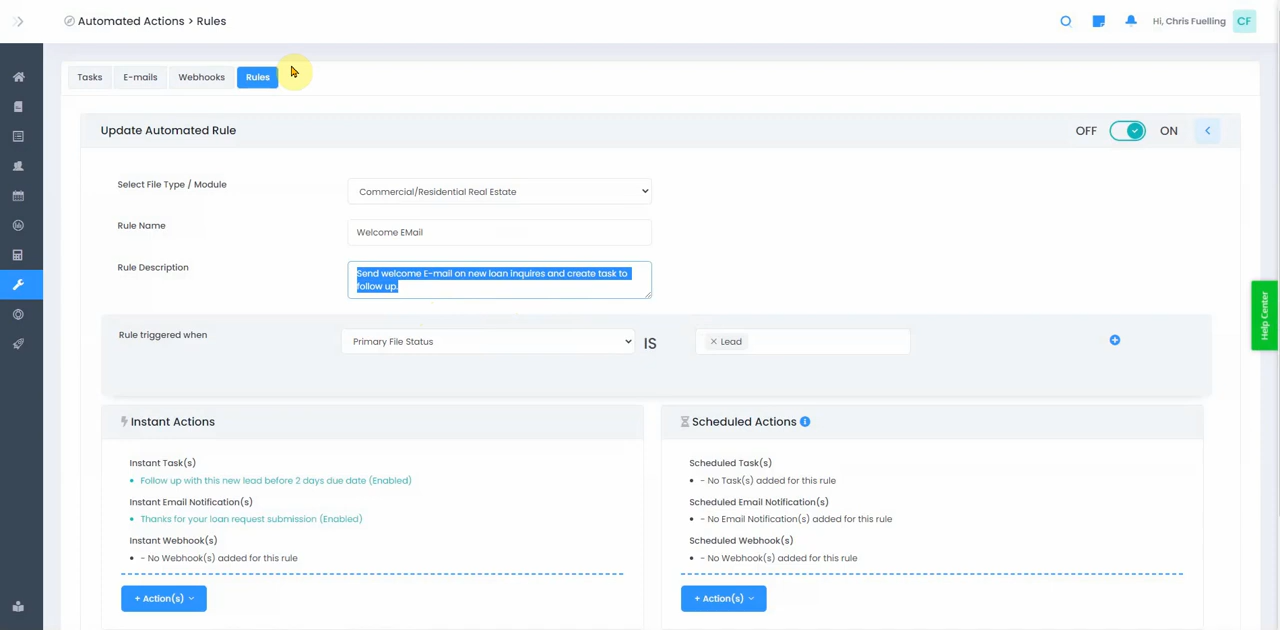 Automated Actions > Rules
Hi, Chris Fuelling CF
Tasks E-mails Webhooks Rules
Update Automated Rule
OFF ON
Select File Type / Module
Commercial/Residential Real Estate
Rule Name
Welcome EMail
Rule Description
Send welcome E-mail on new loan inquires and create task to
follow up.
Rule triggered when
Primary File Status
IS
× Lead
Help Center
Instant Actions
Instant Task(s)
• Follow up with this new lead before 2 days due date (Enabled)
Instant Email Notification(s)
• Thanks for your loan request submission (Enabled)
Instant Webhook(s)
• - No Webhook(s) added for this rule
+ Action(s)
Scheduled Actions
Scheduled Task(s)
• - No Task(s) added for this rule
Scheduled Email Notification(s)
• - No Email Notification(s) added for this rule
Scheduled Webhook(s)
• - No Webhook(s) added for this rule
+ Action(s)